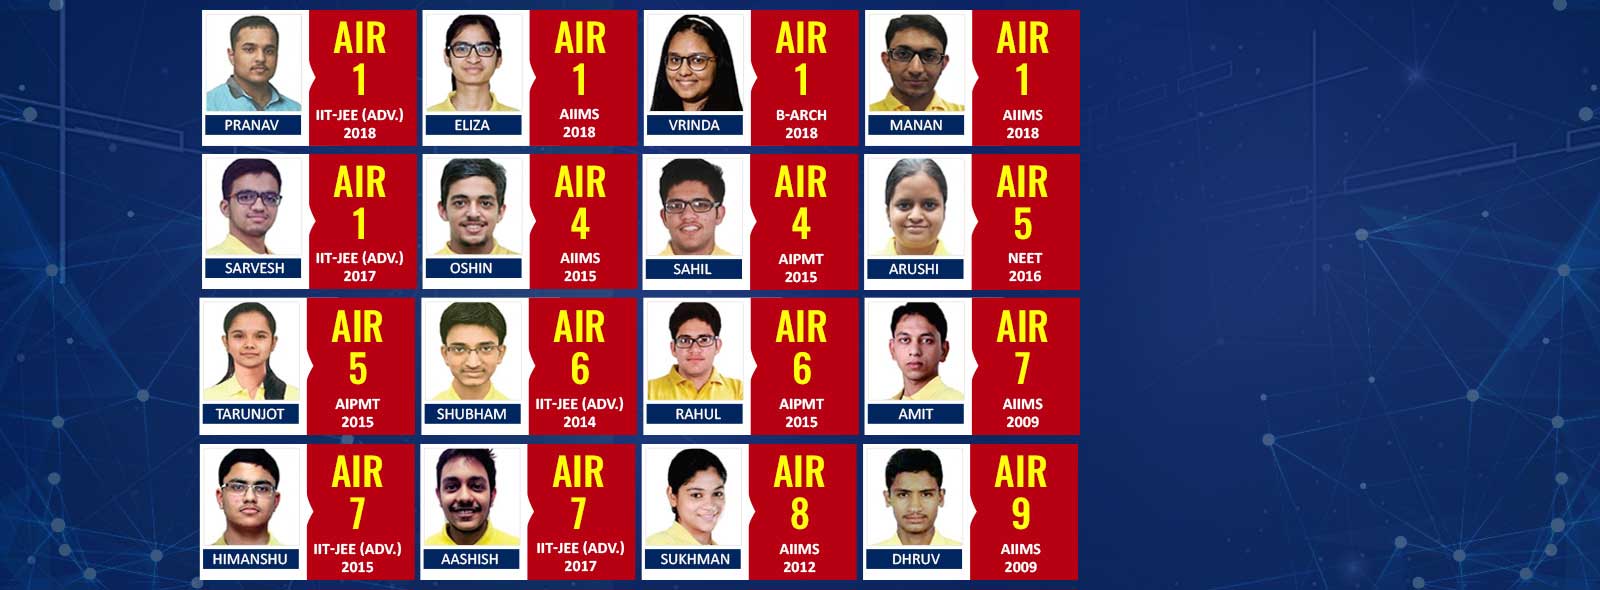 AIR
1
IIT-JEE (ADV.)
2018
PRANAV
AIR
1
AIIMS
2018
ELIZA
AIR
1
B-ARCH
2018
VRINDA
AIR
1
AIIMS
2018
MANAN
AIR
1
IIT-JEE (ADV.)
2017
SARVESH
AIR
4
AIIMS
2015
OSHIN
AIR
4
AIPMT
2015
SAHIL
AIR
5
NEET
2016
ARUSHI
AIR
5
AIPMT
2015
TARUNJOT
AIR
6
IIT-JEE (ADV.)
2014
SHUBHAM
AIR
6
AIPMT
2015
RAHUL
AIR
7
AIIMS
2009
AMIT
AIR
7
IIT-JEE (ADV.)
2015
HIMANSHU
AIR
7
IIT-JEE (ADV.)
2017
AASHISH
AIR
8
AIIMS
2012
SUKHMAN
AIR
9
AIIMS
2009
DHRUV